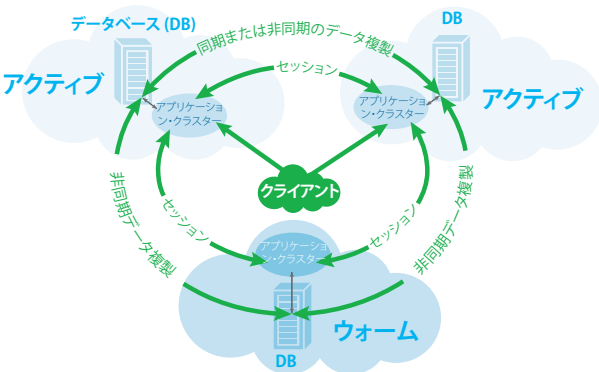 データベース (DB)
DB
同期または非同期のデータ複製
セッション
アクティブ
アクティブ
アプリケーショ
ン・クラスター
アプリケーショ
ン・クラスター
クライアント
非同期データ複製
セッション
セッション
非同期データ複製
アプリケーショ
ン・クラスター
ウォーム
DB